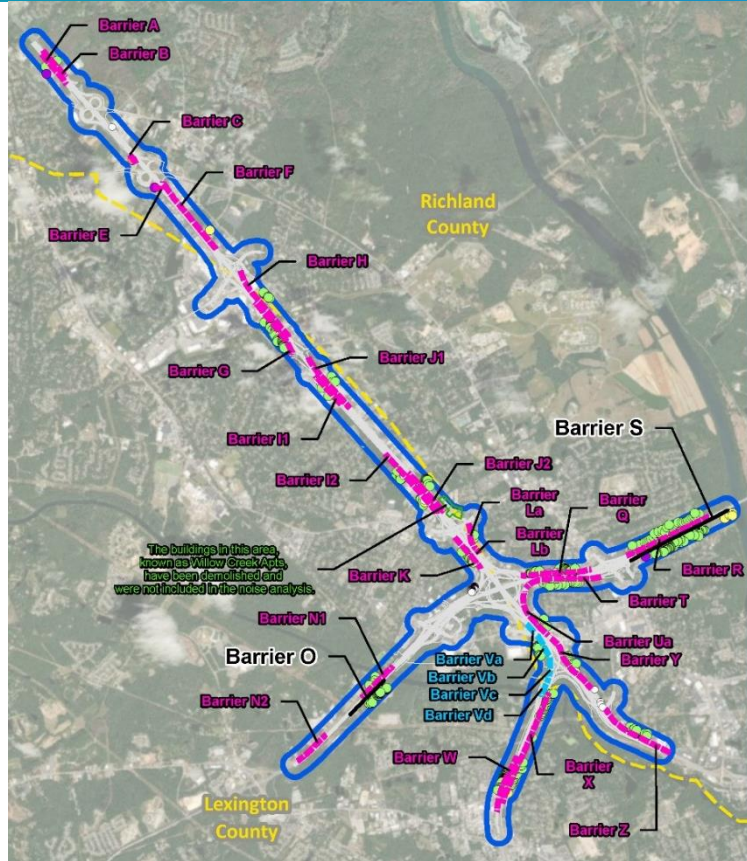 Barrier A
Barrier B
Barrier C
Barrier F
Barrier E
Richland
County
Barrier H
Barrier G
Barrier J1
Barrier I1
Barrier S
Barrier I2
Barrier J2
Barrier
La
Barrier
Q
Barrier
Lb
The buildings in this area,
known as Willow Creek Apts,
have been demolished and
were not included in the noise analysis.
Barrier K
Barrier R
Barrier T
Barrier N1
Barrier Ua
Barrier O
Barrier Va
Barrier Y
Barrier Vb
Barrier Vc
Barrier N2
Barrier Vd
Barrier W
Barrier
X
Lexington
County
Barrier Z